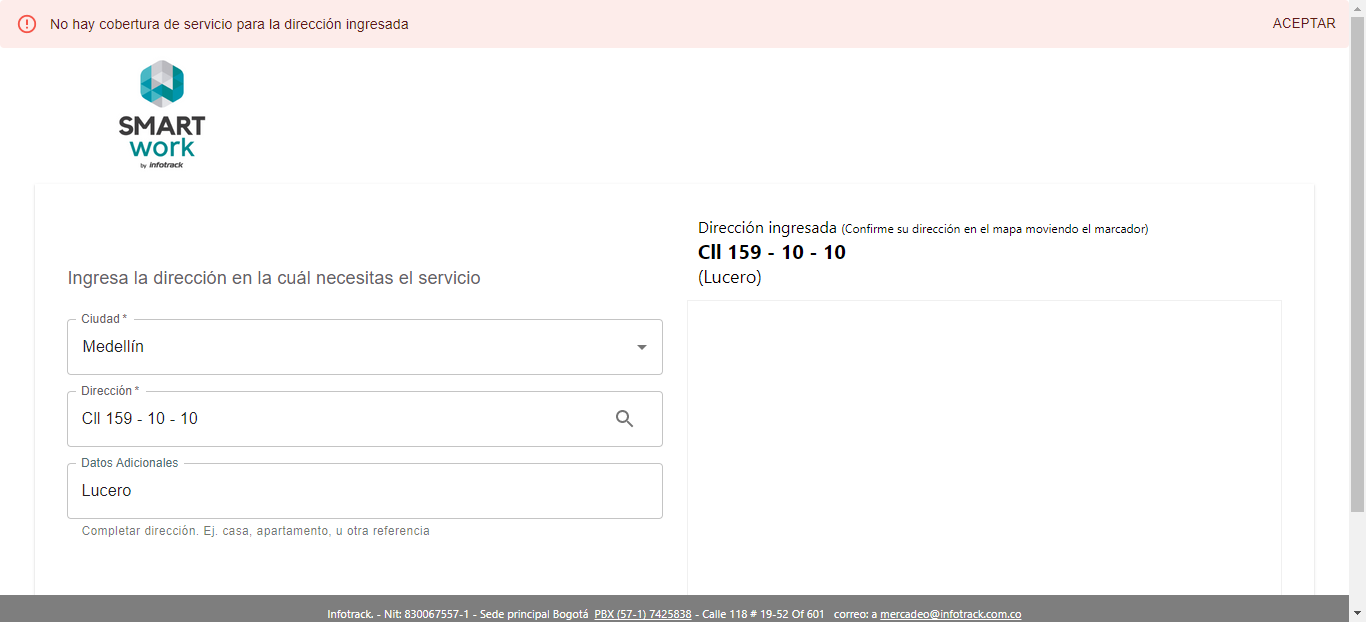 No hay cobertura de servicio para la dirección ingresada
ACEPTAR
SMART
work
by infotrack
Ingresa la dirección en la cuál necesitas el servicio
Ciudad *
Medellín
Dirección *
Cll 159 - 10 - 10
Datos Adicionales
Lucero
Completar dirección. Ej. casa, apartamento, u otra referencia
Dirección ingresada (Confirme su dirección en el mapa moviendo el marcador)
Cll 159 - 10 - 10
(Lucero)
Infotrack. - Nit: 830067557-1 - Sede principal Bogotá PBX (57-1) 7425838 - Calle 118 # 19-52 Of 601 correo: a mercadeo@infotrack.com.co